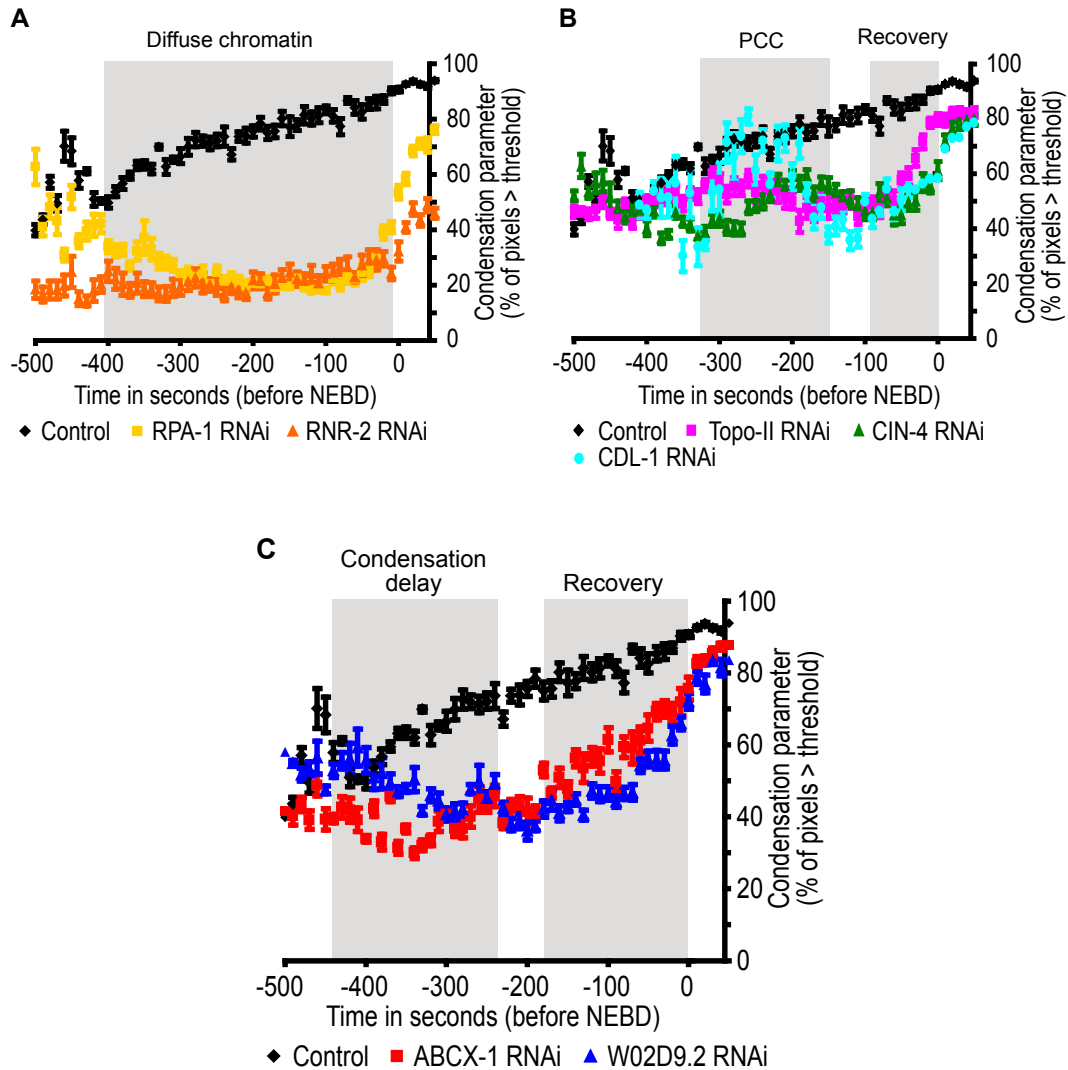 A
Diffuse chromatin
100
80
60
40
20
0
Condensation parameter
(% of pixels > threshold)
-500 -400 -300 -200 -100 0
Time in seconds (before NEBD)
Control RPA-1 RNAi RNR-2 RNAi
B
PCC Recovery
100
80
60
40
20
0
Condensation parameter
(% of pixels > threshold)
-500 -400 -300 -200 -100 0
Time in seconds (before NEBD)
Control Topo-II RNAi CIN-4 RNAi
CDL-1 RNAi
C
Condensation
delay
Recovery
100
80
60
40
20
0
Condensation parameter
(% of pixels > threshold)
-500 -400 -300 -200 -100 0
Time in seconds (before NEBD)
Control ABCX-1 RNAi W02D9.2 RNAi